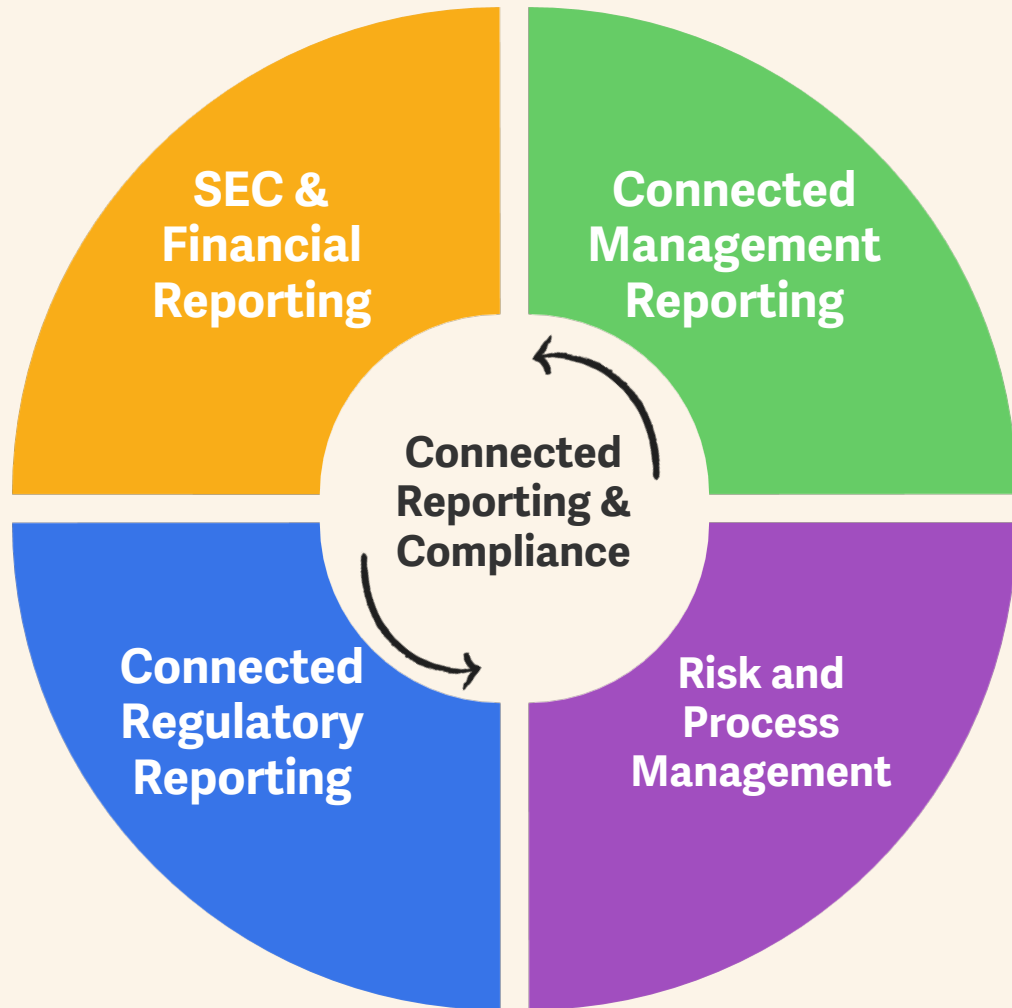 SEC &
Financial
Reporting
Connected
Management
Reporting
Connected
Reporting &
Compliance
Connected
Regulatory
Reporting
Risk and
Process
Management